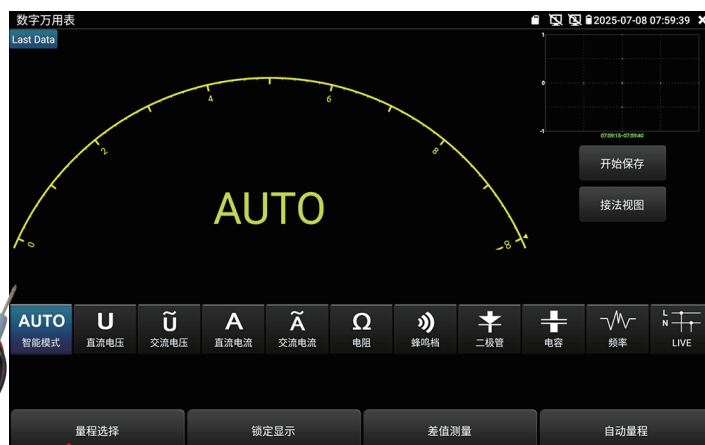 数字万用表
2025-07-08 07:59:39
Last Data
0
2
4
6
8
8
AUTO
1
0
-1
07:59:15~07:59:40
开始保存
接法视图
AUTO
智能模式
U
直流电压
Ũ
交流电压
A
直流电流
Ã
交流电流
Ω
电阻
蜂鸣档
二极管
电容
频率
L
N
LIVE
量程选择
锁定显示
差值测量
自动量程